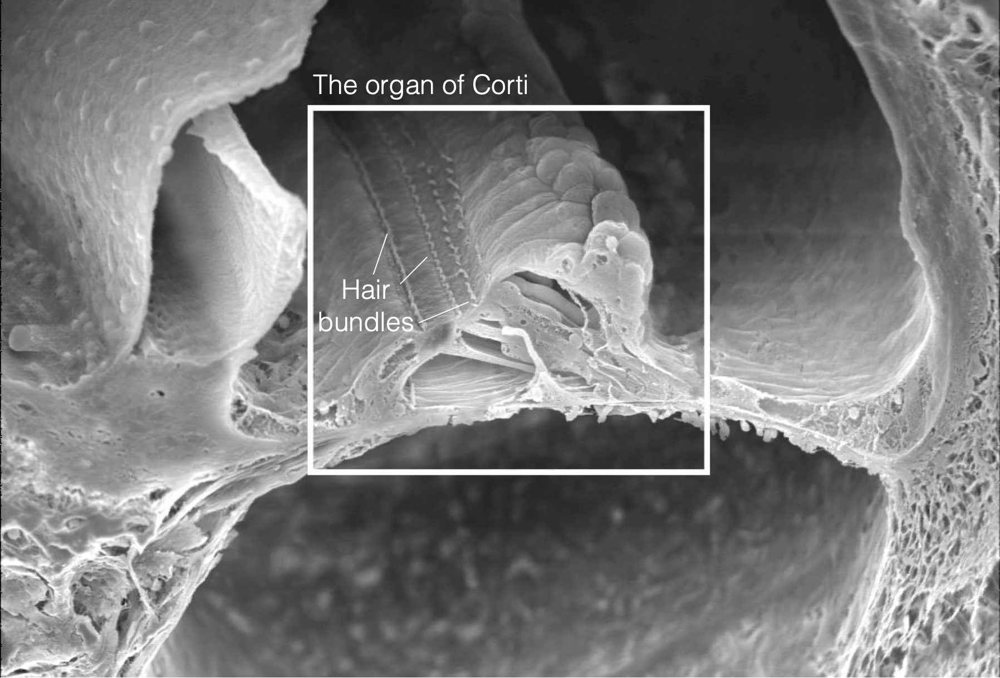 The organ of Corti
Hair
bundles